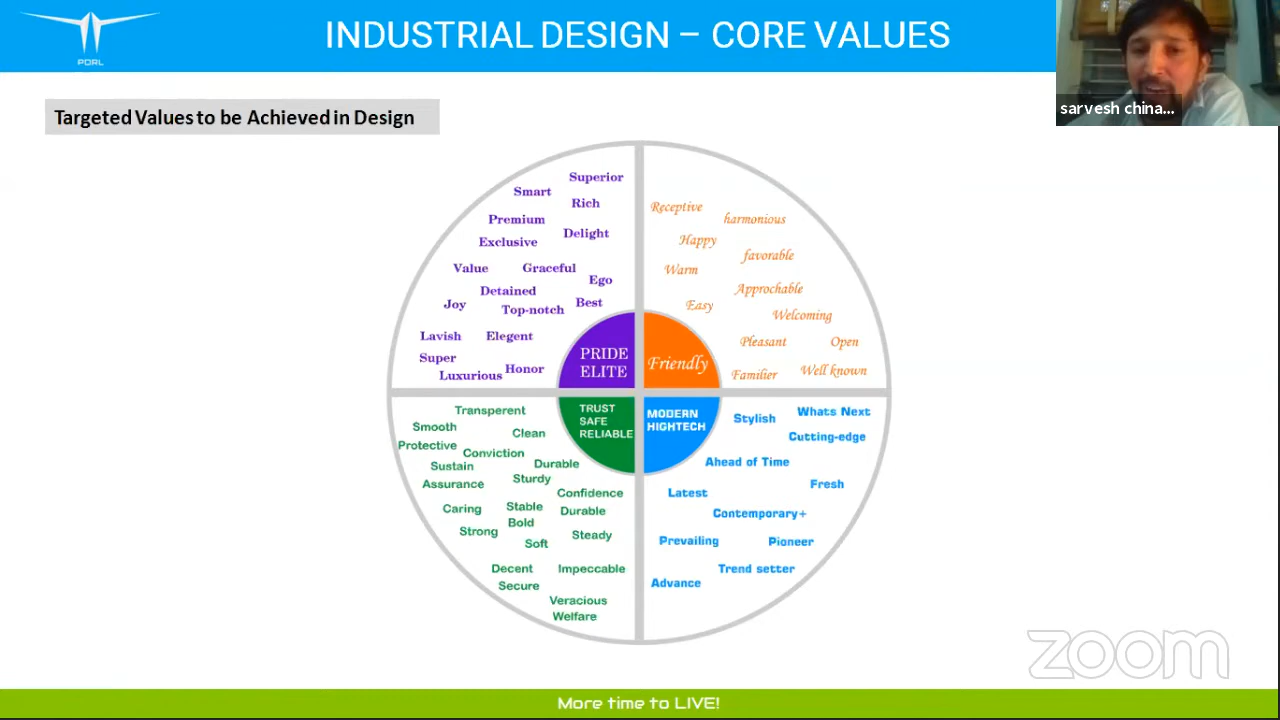 INDUSTRIAL DESIGN – CORE VALUES
PDRL
sarvesh china...
Targeted Values to be Achieved in Design
Superior
Smart
Rich
Premium
Delight
Exclusive
Value
Graceful
Ego
Detained
Joy
Top-notch
Best
Lavish
Elegent
Super
Honor
Luxurious
PRIDE
ELITE
Receptive
harmonious
Happy
favorable
Warm
Approchable
Easy
Welcoming
Pleasant
Open
Familier
Well known
Friendly
TRUST
SAFE
RELIABLE
Transperent
Smooth
Clean
Protective
Conviction
Sustain
Durable
Assurance
Sturdy
Confidence
Caring
Stable
Durable
Bold
Strong
Steady
Soft
Decent
Impeccable
Secure
Veracious
Welfare
MODERN
HIGHTECH
Stylish
Whats Next
Cutting-edge
Ahead of Time
Fresh
Latest
Contemporary+
Prevailing
Pioneer
Trend setter
Advance
zoom
More time to LIVE!